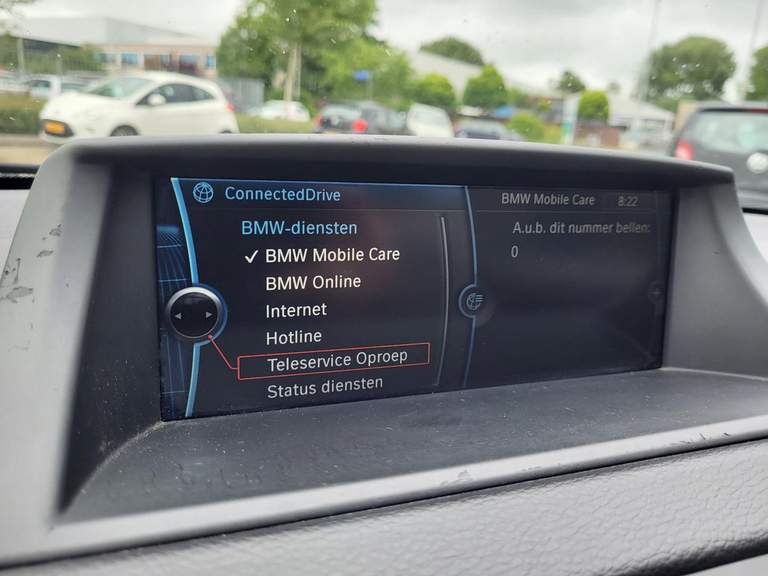 ConnectedDrive
BMW-diensten
✓ BMW Mobile Care
BMW Online
Internet
Hotline
Teleservice Oproep
Status diensten
BMW Mobile Care 8:22
A.u.b. dit nummer bellen:
0